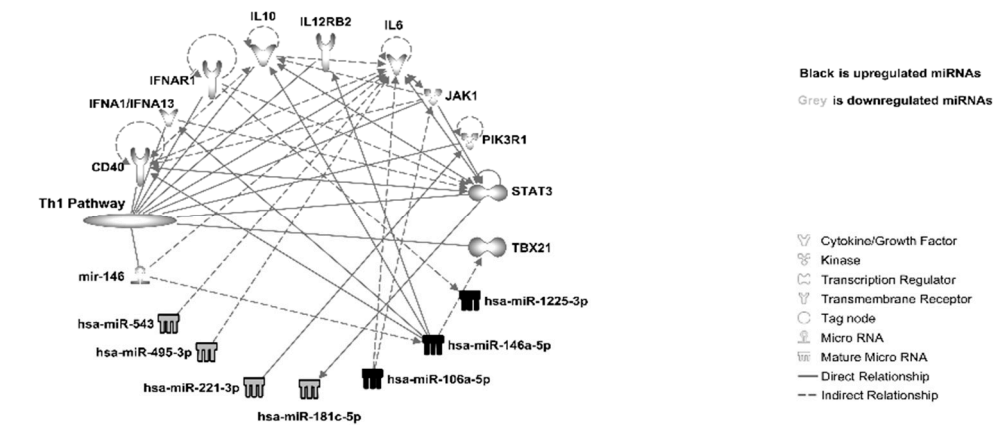 IL10
IL12RB2
IL6
IFNAR1
JAK1
IFNA1/IFNA13
PIK3R1
CD40
STAT3
Th1 Pathway
TBX21
mir-146
hsa-miR-1225-3p
hsa-miR-543
hsa-miR-146a-5p
hsa-miR-495-3p
hsa-miR-106a-5p
hsa-miR-221-3p
hsa-miR-181c-5p
Black is upregulated miRNAs
Grey is downregulated miRNAs
Cytokine/Growth Factor
Kinase
Transcription Regulator
Transmembrane Receptor
Tag node
Micro RNA
Mature Micro RNA
Direct Relationship
Indirect Relationship